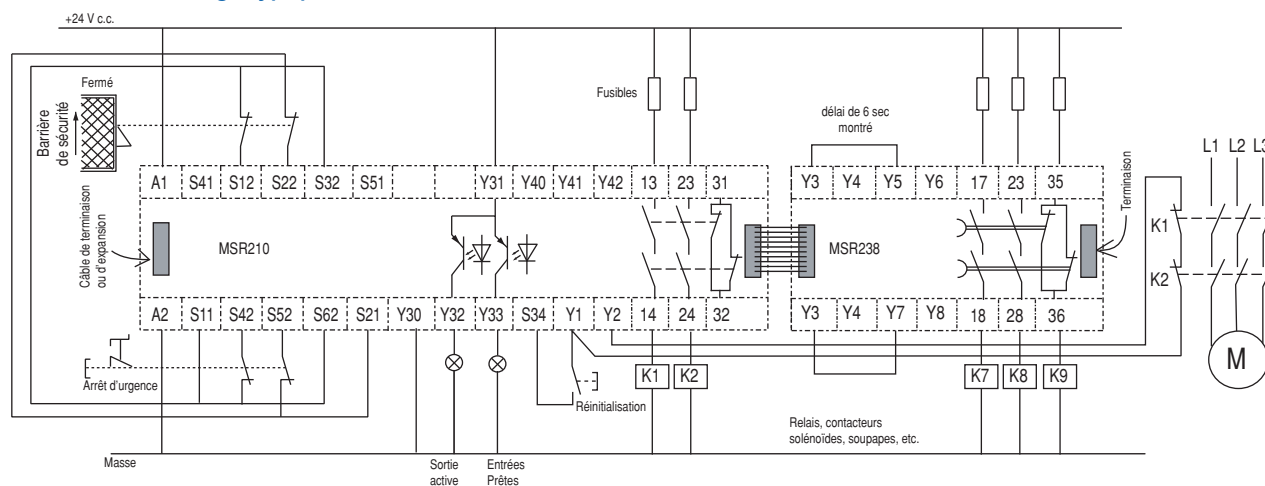 +24 V c.c.
Fermé
Barrière
de sécurité
Fusibles
délai de 6 sec
montré
L1 L2 L3
A1 S41 S12 S22 S32 S51 Y31 Y40 Y41 Y42 13 23 31
Y3 Y4 Y5 Y6 17 23 35
Terminaison
Câble de terminaison
ou d'expansion
MSR210
MSR238
K1
K2
A2 S11 S42 S52 S62 S21 Y30 Y32 Y33 S34 Y1 Y2 14 24 32
Y3 Y4 Y7 Y8 18 28 36
M
Arrêt d'urgence
K1 K2
K7 K8 K9
Réinitialisation
Relais, contacteurs
solénoïdes, soupapes, etc.
Masse
Sortie
active
Entrées
Prêtes